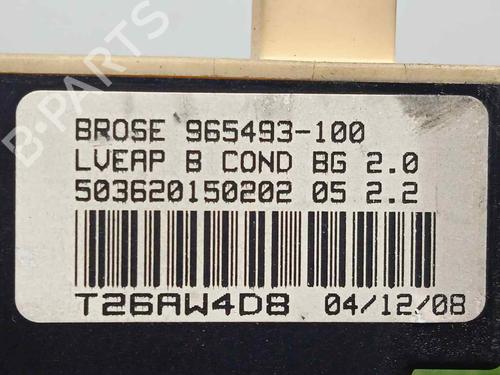 B-PARTS
BROSE 965493-100
LVEAP B COND BG 2.0
503620150202 05 2.2
T26AW4D8 04/12/08